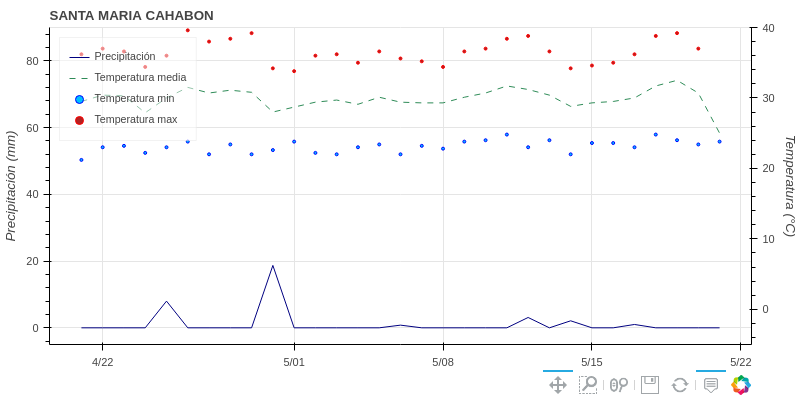 SANTA MARIA CAHABON
Precipitación
Temperatura media
Temperatura min
Temperatura max
Precipitación (mm)
80
60
40
20
0
Temperatura (°C)
40
30
20
10
0
4/22
5/01
5/08
5/15
5/22